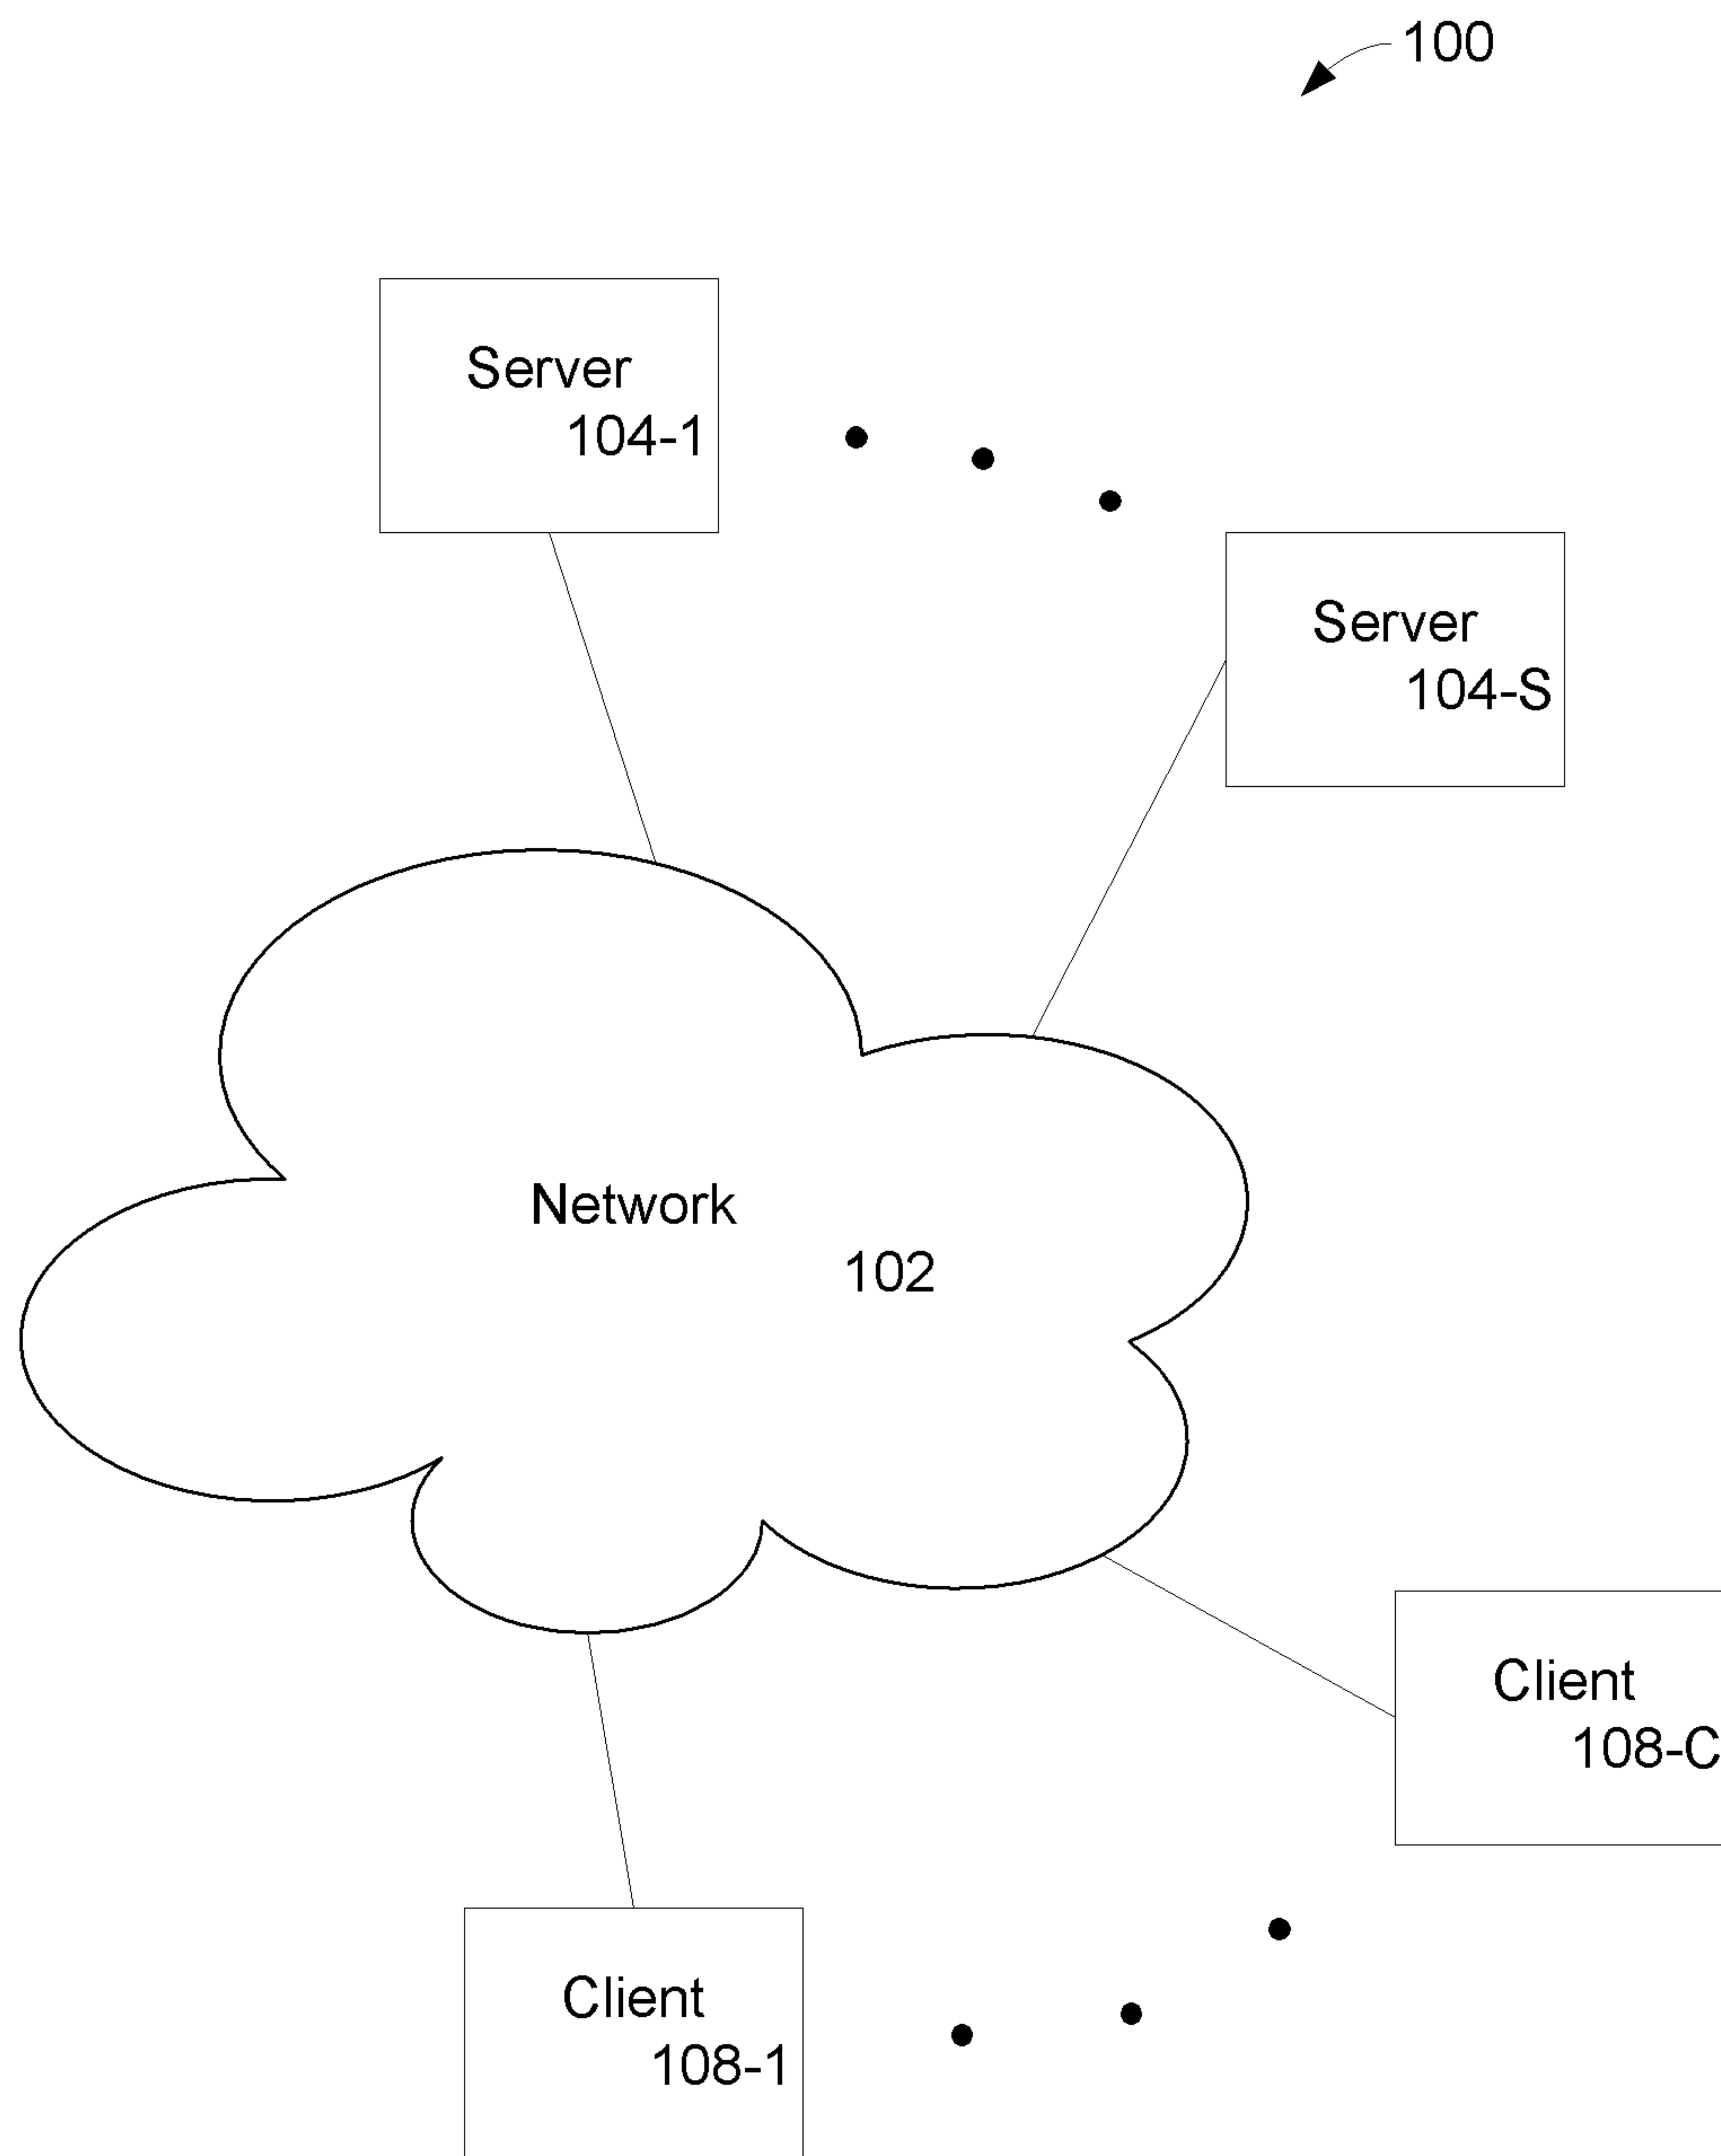 100
Server
104-1
Server
104-S
Network
102
Client
108-C
Client
108-1